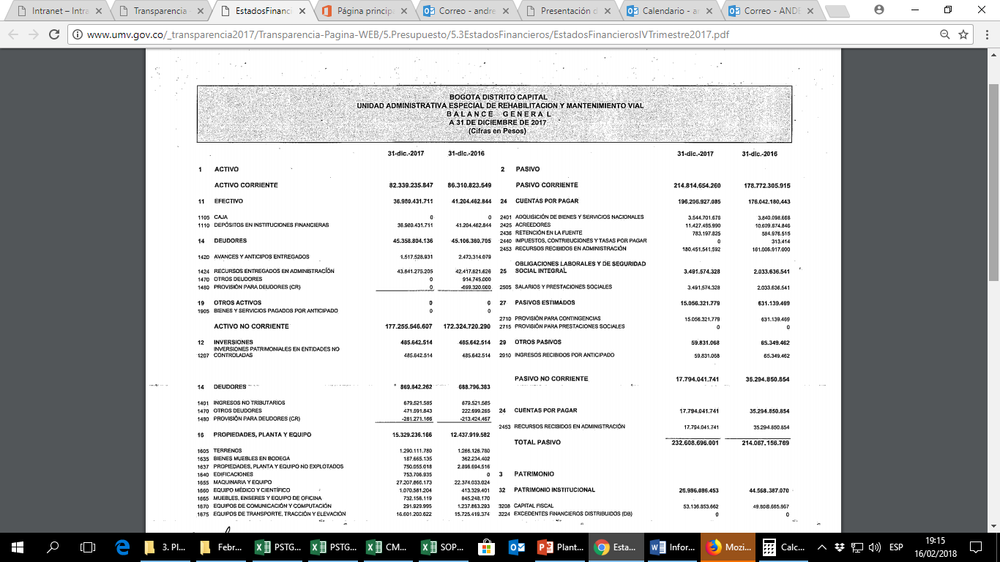 Intranet – Intra
Transparencia -
EstadosFinanci
Página principa
Correo - andre
Presentación d
Calendario - a
Correo - ANDE
www.umv.gov.co/_transparencia2017/Transparencia-Pagina-WEB/5.Presupuesto/5.3EstadosFinancieros/EstadosFinancierosIVTrimestre2017.pdf
BOGOTA DISTRITO CAPITAL
UNIDAD ADMINISTRATIVA ESPECIAL DE REHABILITACION Y MANTENIMIENTO VIAL
B A L A N C E G E N E R A L
A 31 DE DICIEMBRE DE 2017
(Cifras en Pesos)
31-dic.-2017 31-dic.-2016 31-dic.-2017 31-dic.-2016
1 ACTIVO 2 PASIVO
ACTIVO CORRIENTE 82.339.235.847 86.310.823.549 PASIVO CORRIENTE 214.814.654.260 178.772.305.915
11 EFECTIVO 36.980.431.711 41.204.462.844 24 CUENTAS POR PAGAR 196.206.927.085 176.042.180.443
1105 CAJA 0 0 2401 ADQUISICIÓN DE BIENES Y SERVICIOS NACIONALES 3.544.701.678 3.840.098.668
1110 DEPÓSITOS EN INSTITUCIONES FINANCIERAS 36.980.431.711 41.204.462.844 2425 ACREEDORES 11.427.485.990 10.609.874.846
2436 RETENCIÓN EN LA FUENTE 783.197.825 584.976.515
14 DEUDORES 45.358.804.136 45.106.360.705 2440 IMPUESTOS, CONTRIBUCIONES Y TASAS POR PAGAR 0 313.414
2453 RECURSOS RECIBIDOS EN ADMINISTRACIÓN 180.451.541.592 161.006.917.000
1420 AVANCES Y ANTICIPOS ENTREGADOS 1.517.528.931 2.473.314.079
OBLIGACIONES LABORALES Y DE SEGURIDAD
1424 RECURSOS ENTREGADOS EN ADMINISTRACIÓN 43.841.275.205 42.417.621.626 25 SOCIAL INTEGRAL 3.491.574.328 2.033.636.541
1470 OTROS DEUDORES 0 914.745.000
1480 PROVISIÓN PARA DEUDORES (CR) 0 -699.320.000 2505 SALARIOS Y PRESTACIONES SOCIALES 3.491.574.328 2.033.636.541
19 OTROS ACTIVOS 0 0 27 PASIVOS ESTIMADOS 15.056.321.779 631.139.469
1905 BIENES Y SERVICIOS PAGADOS POR ANTICIPADO 0 0
2710 PROVISIÓN PARA CONTINGENCIAS 15.056.321.779 631.139.469
ACTIVO NO CORRIENTE 177.255.546.607 172.324.720.290 2715 PROVISIÓN PARA PRESTACIONES SOCIALES 0 0
12 INVERSIONES 485.642.514 485.642.514 29 OTROS PASIVOS 59.831.068 65.349.462
INVERSIONES PATRIMONIALES EN ENTIDADES NO
1207 CONTROLADAS 485.642.514 485.642.514 2910 INGRESOS RECIBIDOS POR ANTICIPADO 59.831.068 65.349.462
PASIVO NO CORRIENTE 17.794.041.741 35.294.850.854
14 DEUDORES 869.842.262 688.796.383
1401 INGRESOS NO TRIBUTARIOS 679.521.585 679.521.585
1470 OTROS DEUDORES 471.591.843 222.699.265 24 CUENTAS POR PAGAR 17.794.041.741 35.294.850.854
1480 PROVISIÓN PARA DEUDORES (CR) -281.271.166 -213.424.467
2453 RECURSOS RECIBIDOS EN ADMINISTRACIÓN 17.794.041.741 35.294.850.854
16 PROPIEDADES, PLANTA Y EQUIPO 15.329.236.166 12.437.919.582
TOTAL PASIVO 232.608.696.001 214.067.156.769
1605 TERRENOS 1.290.111.780 1.266.126.780
1635 BIENES MUEBLES EN BODEGA 187.665.135 362.234.402
1637 PROPIEDADES, PLANTA Y EQUIPO NO EXPLOTADOS 750.055.018 2.896.694.516
1640 EDIFICACIONES 753.706.935 0 3 PATRIMONIO
1655 MAQUINARIA Y EQUIPO 27.207.866.173 22.374.033.024
1660 EQUIPO MÉDICO Y CIENTÍFICO 1.070.561.204 413.329.401 32 PATRIMONIO INSTITUCIONAL 26.986.086.453 44.568.387.070
1665 MUEBLES, ENSERES Y EQUIPO DE OFICINA 732.156.119 845.248.170
1670 EQUIPOS DE COMUNICACIÓN Y COMPUTACIÓN 291.929.995 1.237.863.293 3208 CAPITAL FISCAL 53.136.853.662 49.808.665.867
1675 EQUIPOS DE TRANSPORTE, TRACCIÓN Y ELEVACIÓN 16.601.200.622 15.725.419.374 3224 EXCEDENTES FINANCIEROS DISTRIBUIDOS (DB) 0 0
3. Pl...
Febr...
PSTG...
PSTG...
CM...
SOP...
Plant...
Esta...
Infor...
Mozi...
Calc...
ESP
19:15
16/02/2018